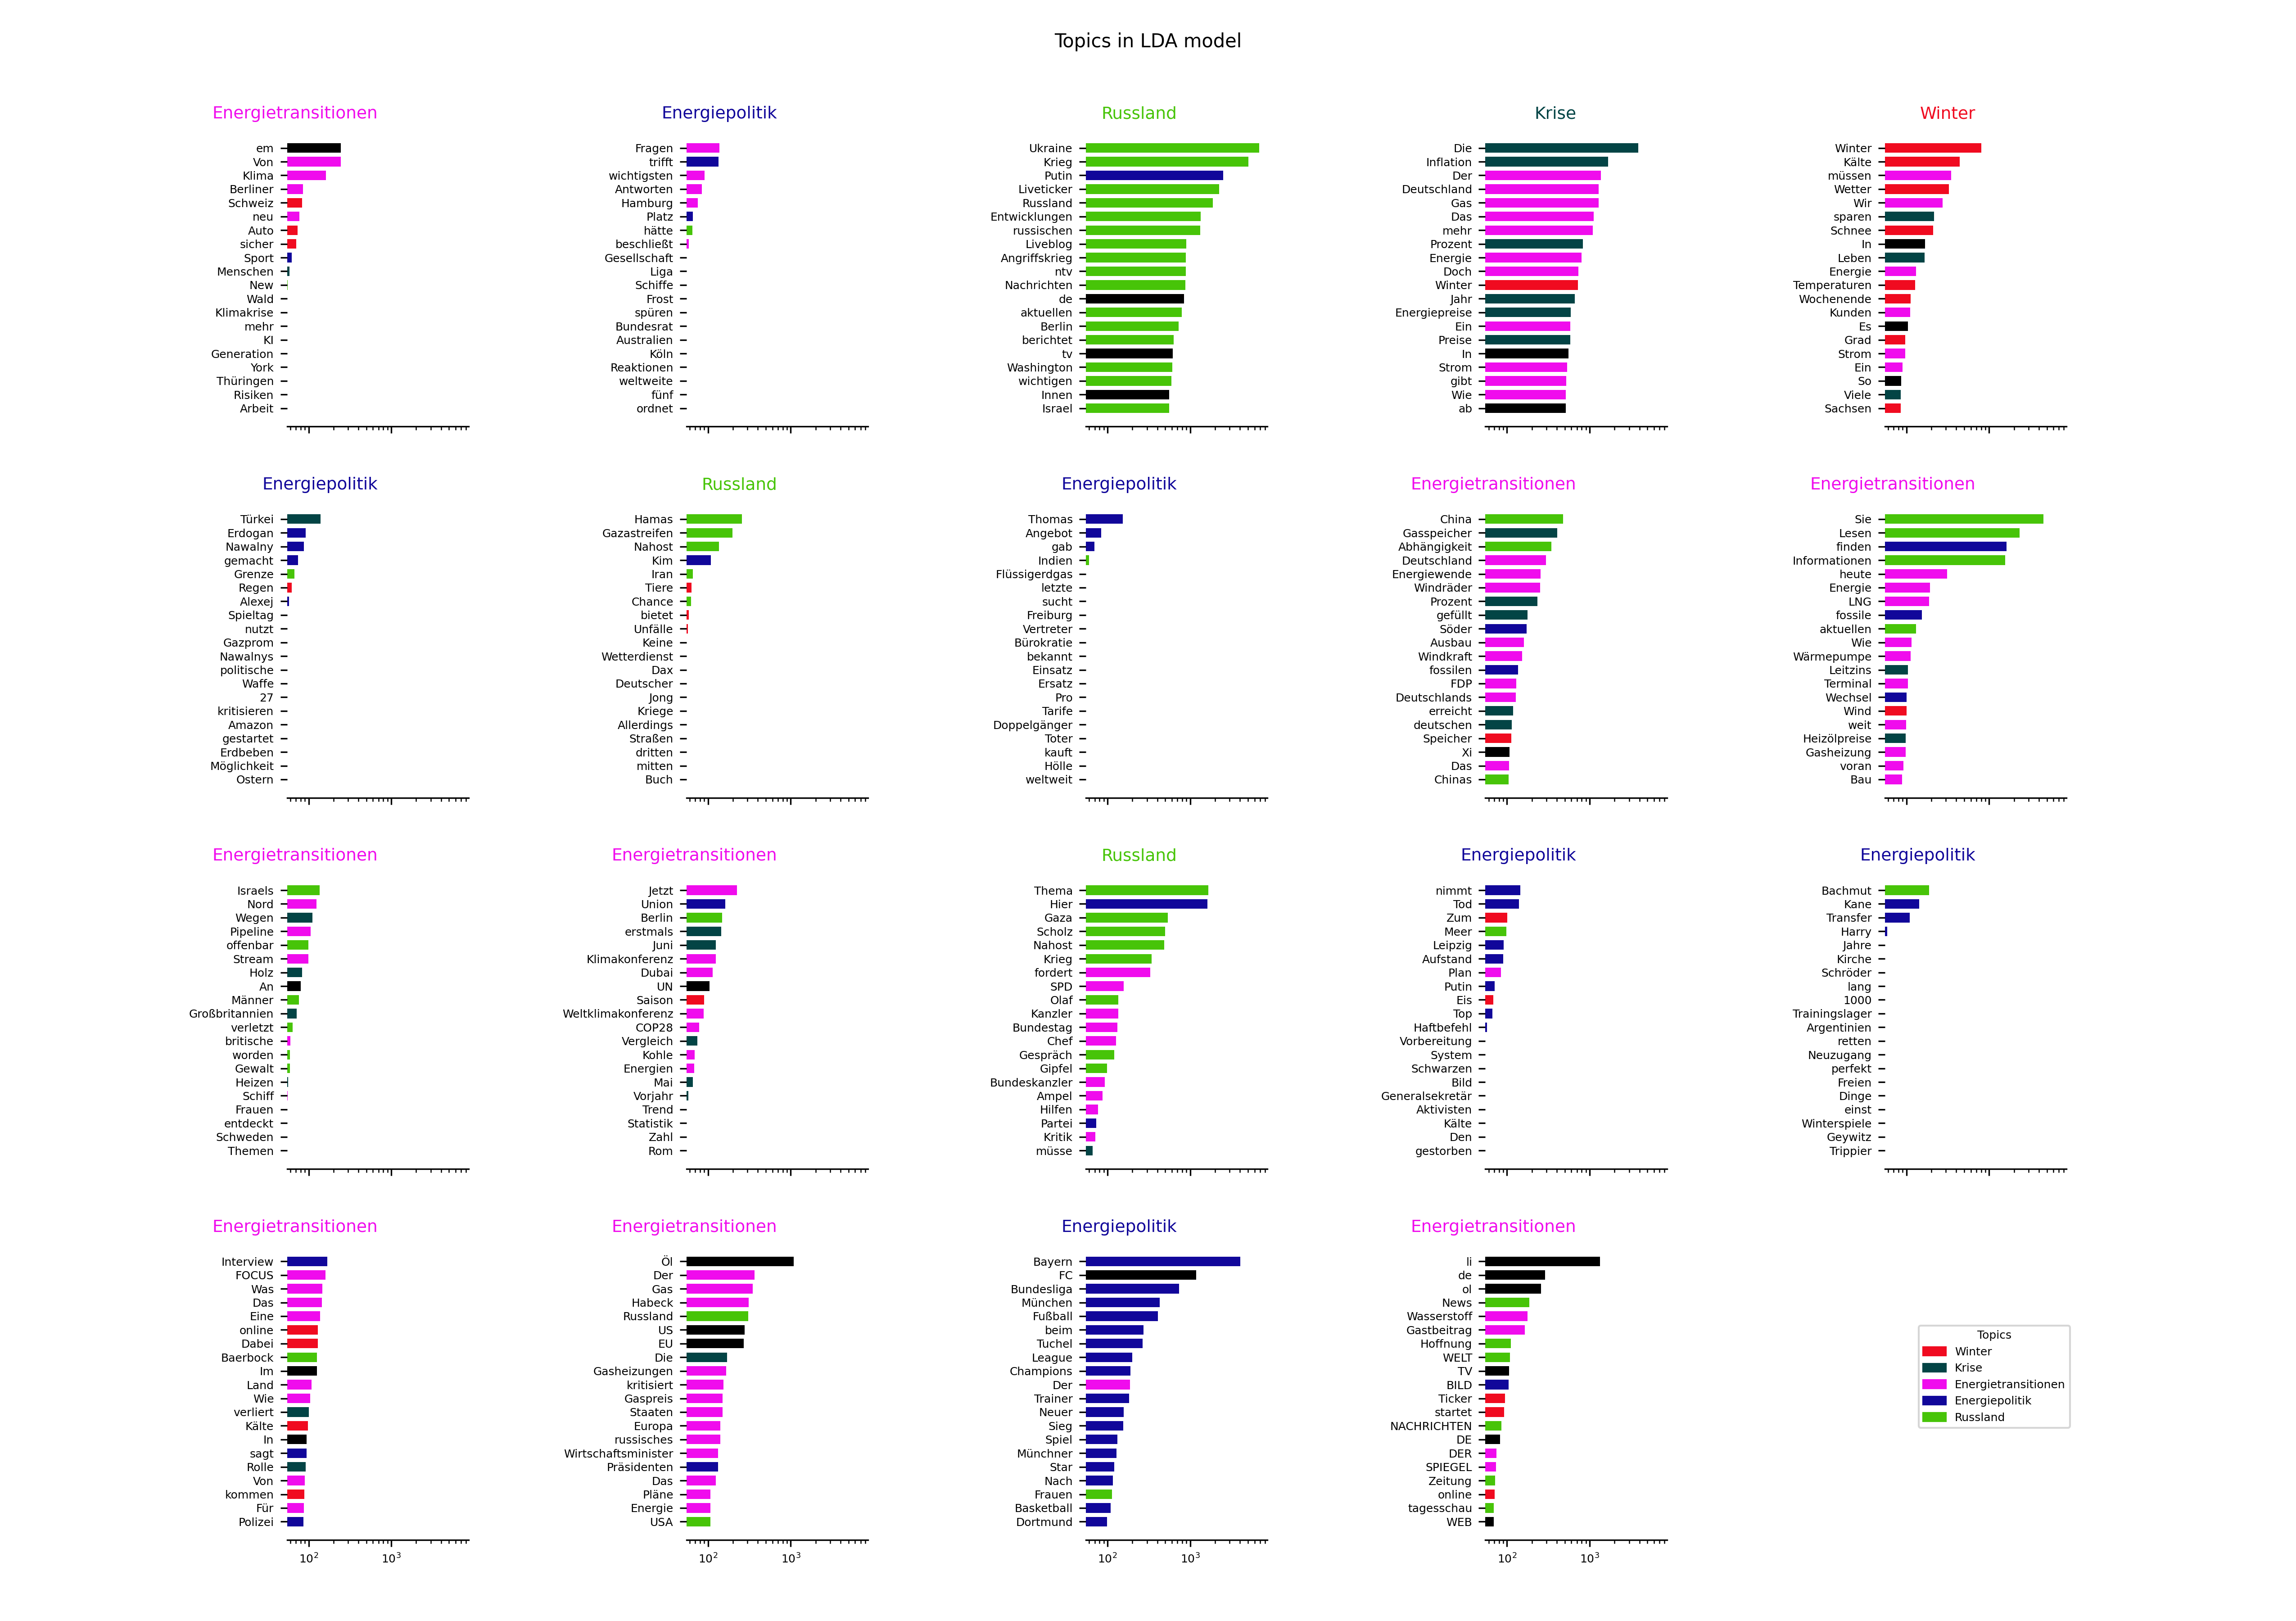 Topics in LDA model
Energietransitionen
em
Von
Klima
Berliner
Schweiz
neu
Auto
sicher
Sport
Menschen
New
Wald
Klimakrise
mehr
KI
Generation
York
Thüringen
Risiken
Arbeit
Energiepolitik
Fragen
trifft
wichtigsten
Antworten
Hamburg
Platz
hätte
beschließt
Gesellschaft
Liga
Schiffe
Frost
spüren
Bundesrat
Australien
Köln
Reaktionen
weltweite
fünf
ordnet
Russland
Ukraine
Krieg
Putin
Liveticker
Russland
Entwicklungen
russischen
Liveblog
Angriffskrieg
ntv
Nachrichten
de
aktuellen
Berlin
berichtet
tv
Washington
wichtigen
Innen
Israel
Krise
Die
Inflation
Der
Deutschland
Gas
Das
mehr
Prozent
Energie
Doch
Winter
Jahr
Energiepreise
Ein
Preise
In
Strom
gibt
Wie
ab
Winter
Winter
Kälte
müssen
Wetter
Wir
sparen
Schnee
In
Leben
Energie
Temperaturen
Wochenende
Kunden
Es
Grad
Strom
Ein
So
Viele
Sachsen
Energiepolitik
Türkei
Erdogan
Nawalny
gemacht
Grenze
Regen
Alexej
Spieltag
nutzt
Gazprom
Nawalnys
politische
Waffe
27
kritisieren
Amazon
gestartet
Erdbeben
Möglichkeit
Ostern
Russland
Hamas
Gazastreifen
Nahost
Kim
Iran
Tiere
Chance
bietet
Unfälle
Keine
Wetterdienst
Dax
Deutscher
Jong
Kriege
Allerdings
Straßen
dritten
mitten
Buch
Energiepolitik
Thomas
Angebot
gab
Indien
Flüssigerdgas
letzte
sucht
Freiburg
Vertreter
Bürokratie
bekannt
Einsatz
Ersatz
Pro
Tarife
Doppelgänger
Toter
kauft
Hölle
weltweit
Energietransitionen
China
Gasspeicher
Abhängigkeit
Deutschland
Energiewende
Windräder
Prozent
gefüllt
Söder
Ausbau
Windkraft
fossilen
FDP
Deutschlands
erreicht
deutschen
Speicher
Xi
Das
Chinas
Energietransitionen
Sie
Lesen
finden
Informationen
heute
Energie
LNG
fossile
aktuellen
Wie
Wärmepumpe
Leitzins
Terminal
Wechsel
Wind
weit
Heizölpreise
Gasheizung
voran
Bau
Energietransitionen
Israels
Nord
Wegen
Pipeline
offenbar
Stream
Holz
An
Männer
Großbritannien
verletzt
britische
worden
Gewalt
Heizen
Schiff
Frauen
entdeckt
Schweden
Themen
Energietransitionen
Jetzt
Union
Berlin
erstmals
Juni
Klimakonferenz
Dubai
UN
Saison
Weltklimakonferenz
COP28
Vergleich
Kohle
Energien
Mai
Vorjahr
Trend
Statistik
Zahl
Rom
Russland
Thema
Hier
Gaza
Scholz
Nahost
Krieg
fordert
SPD
Olaf
Kanzler
Bundestag
Chef
Gespräch
Gipfel
Bundeskanzler
Ampel
Hilfen
Partei
Kritik
müsse
Energiepolitik
nimmt
Tod
Zum
Meer
Leipzig
Aufstand
Plan
Putin
Eis
Top
Haftbefehl
Vorbereitung
System
Schwarzen
Bild
Generalsekretär
Aktivisten
Kälte
Den
gestorben
Energiepolitik
Bachmut
Kane
Transfer
Harry
Jahre
Kirche
Schröder
lang
1000
Trainingslager
Argentinien
retten
Neuzugang
perfekt
Freien
Dinge
einst
Winterspiele
Geywitz
Trippier
Energietransitionen
Interview
FOCUS
Was
Das
Eine
online
Dabei
Baerbock
Im
Land
Wie
verliert
Kälte
In
sagt
Rolle
Von
kommen
Für
Polizei
10² 10³
Energietransitionen
Öl
Der
Gas
Habeck
Russland
US
EU
Die
Gasheizungen
kritisiert
Gaspreis
Staaten
Europa
russisches
Wirtschaftsminister
Präsidenten
Das
Pläne
Energie
USA
10² 10³
Energiepolitik
Bayern
FC
Bundesliga
München
Fußball
beim
Tuchel
League
Champions
Der
Trainer
Neuer
Sieg
Spiel
Münchner
Star
Nach
Frauen
Basketball
Dortmund
10² 10³
Energietransitionen
li
de
ol
News
Wasserstoff
Gastbeitrag
Hoffnung
WELT
TV
BILD
Ticker
startet
NACHRICHTEN
DE
DER
SPIEGEL
Zeitung
online
tagesschau
WEB
10² 10³
Topics
Winter
Krise
Energietransitionen
Energiepolitik
Russland